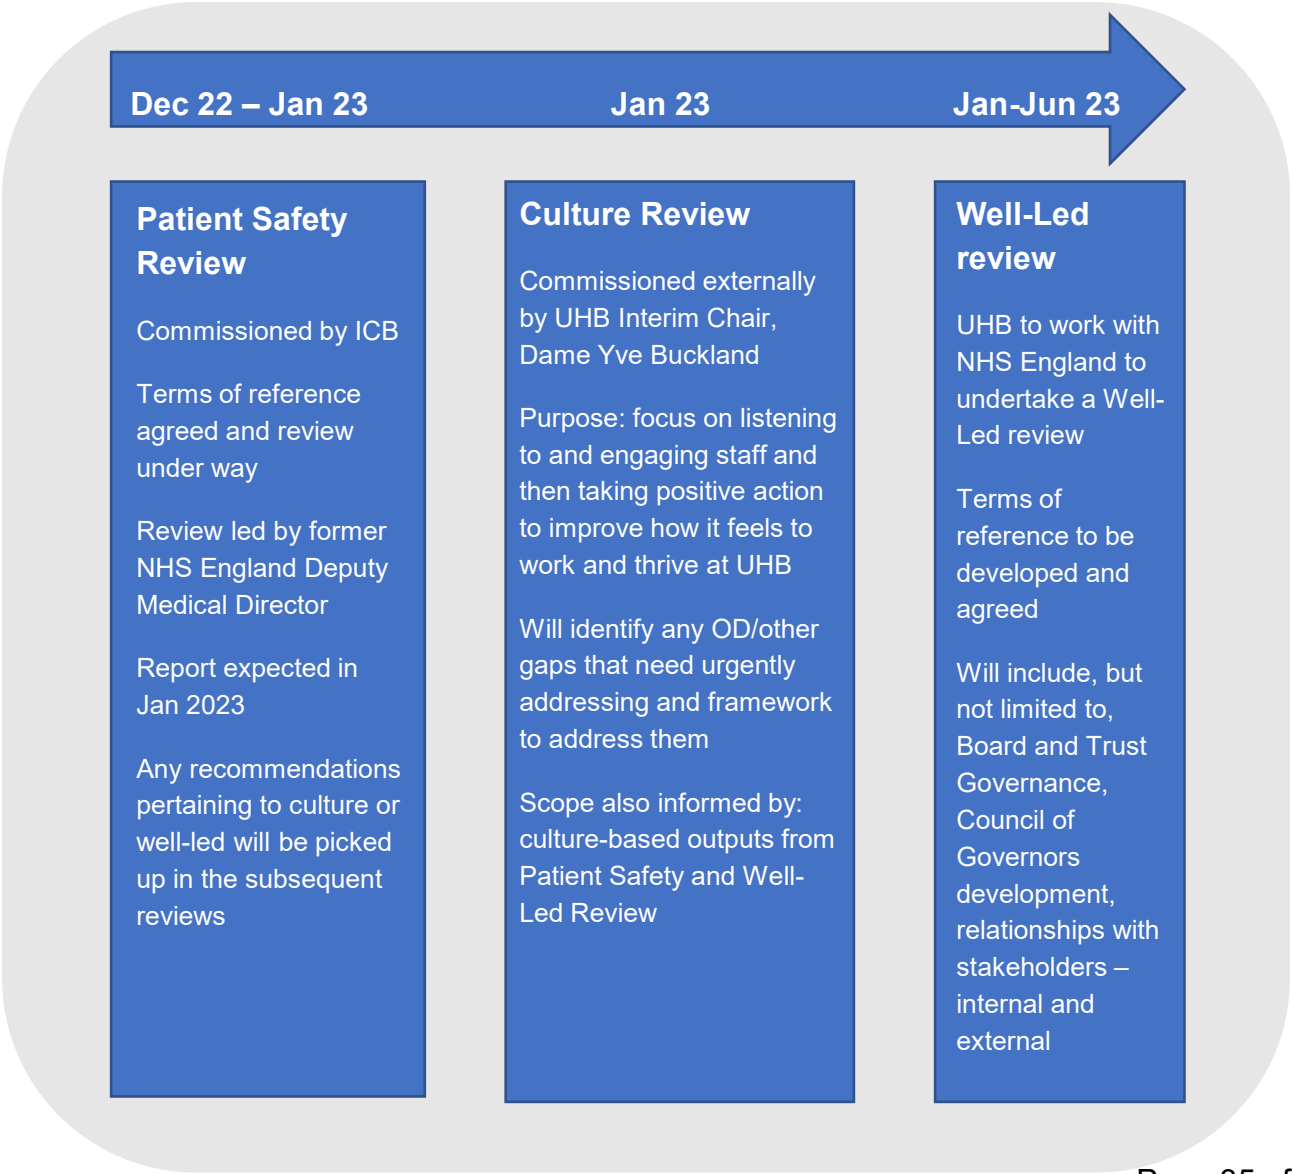 Dec 22 – Jan 23
Jan 23
Jan-Jun 23
Patient Safety
Review
Commissioned by ICB
Terms of reference
agreed and review
under way
Review led by former
NHS England Deputy
Medical Director
Report expected in
Jan 2023
Any recommendations
pertaining to culture or
well-led will be picked
up in the subsequent
reviews
Culture Review
Commissioned externally
by UHB Interim Chair,
Dame Yve Buckland
Purpose: focus on listening
to and engaging staff and
then taking positive action
to improve how it feels to
work and thrive at UHB
Will identify any OD/other
gaps that need urgently
addressing and framework
to address them
Scope also informed by:
culture-based outputs from
Patient Safety and Well-
Led Review
Well-Led
review
UHB to work with
NHS England to
undertake a Well-
Led review
Terms of
reference to be
developed and
agreed
Will include, but
not limited to,
Board and Trust
Governance,
Council of
Governors
development,
relationships with
stakeholders –
internal and
external